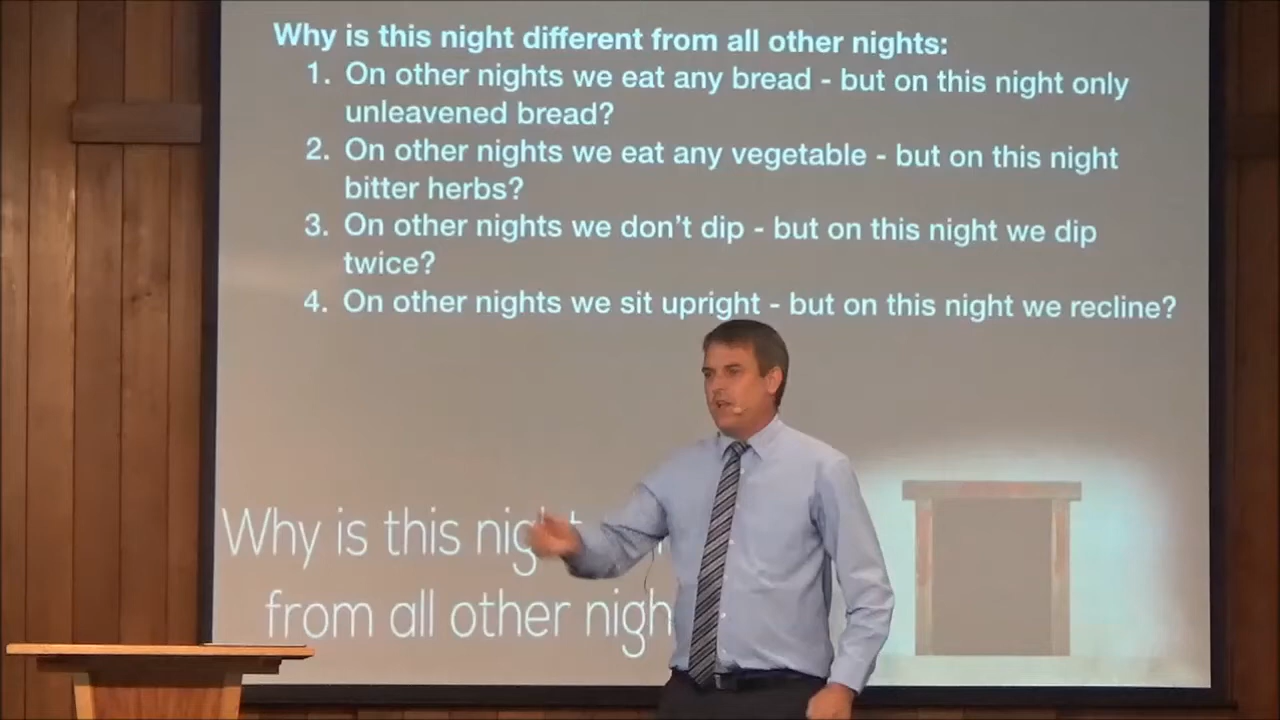 Why is this night different from all other nights:
1. On other nights we eat any bread - but on this night only
unleavened bread?
2. On other nights we eat any vegetable - but on this night
bitter herbs?
3. On other nights we don't dip - but on this night we dip
twice?
4. On other nights we sit upright - but on this night we recline?
Why is this
from all other